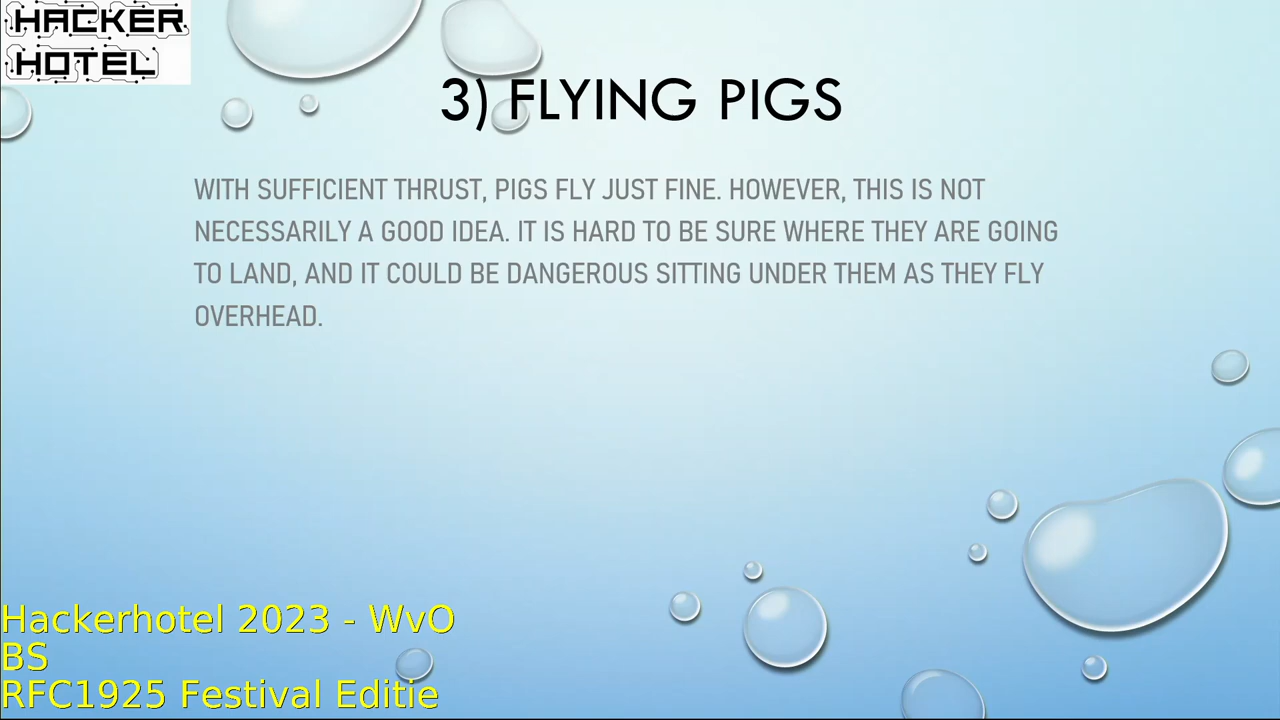 HACKER
HOTEL
3) FLYING PIGS
WITH SUFFICIENT THRUST, PIGS FLY JUST FINE. HOWEVER, THIS IS NOT
NECESSARILY A GOOD IDEA. IT IS HARD TO BE SURE WHERE THEY ARE GOING
TO LAND, AND IT COULD BE DANGEROUS SITTING UNDER THEM AS THEY FLY
OVERHEAD.
Hackerhotel 2023 - WvO
BS
RFC1925 Festival Editie